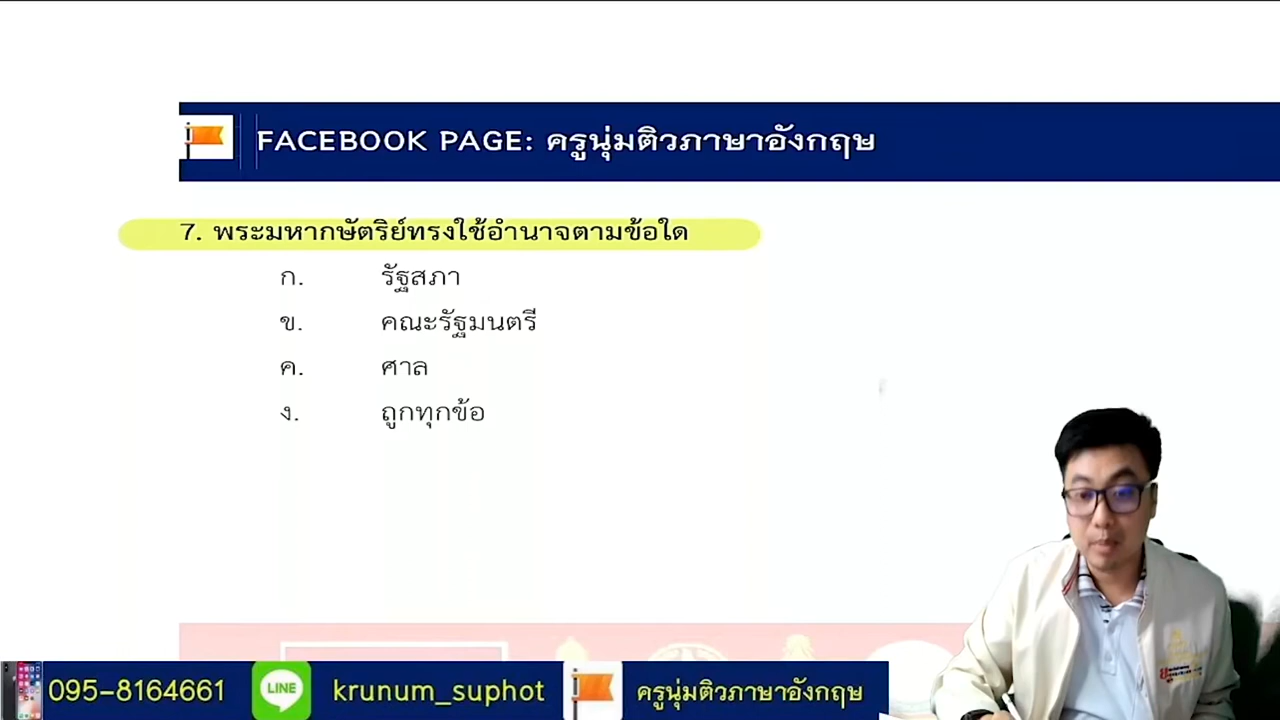 FACEBOOK PAGE: ครูนุ่มติวภาษาอังกฤษ
7. พระมหากษัตริย์ทรงใช้อำนาจตามข้อใด
ก. รัฐสภา
ข. คณะรัฐมนตรี
ค. ศาล
ง. ถูกทุกข้อ
095-8164661 LINE krunum_suphot ครูนุ่มติวภาษาอังกฤษ